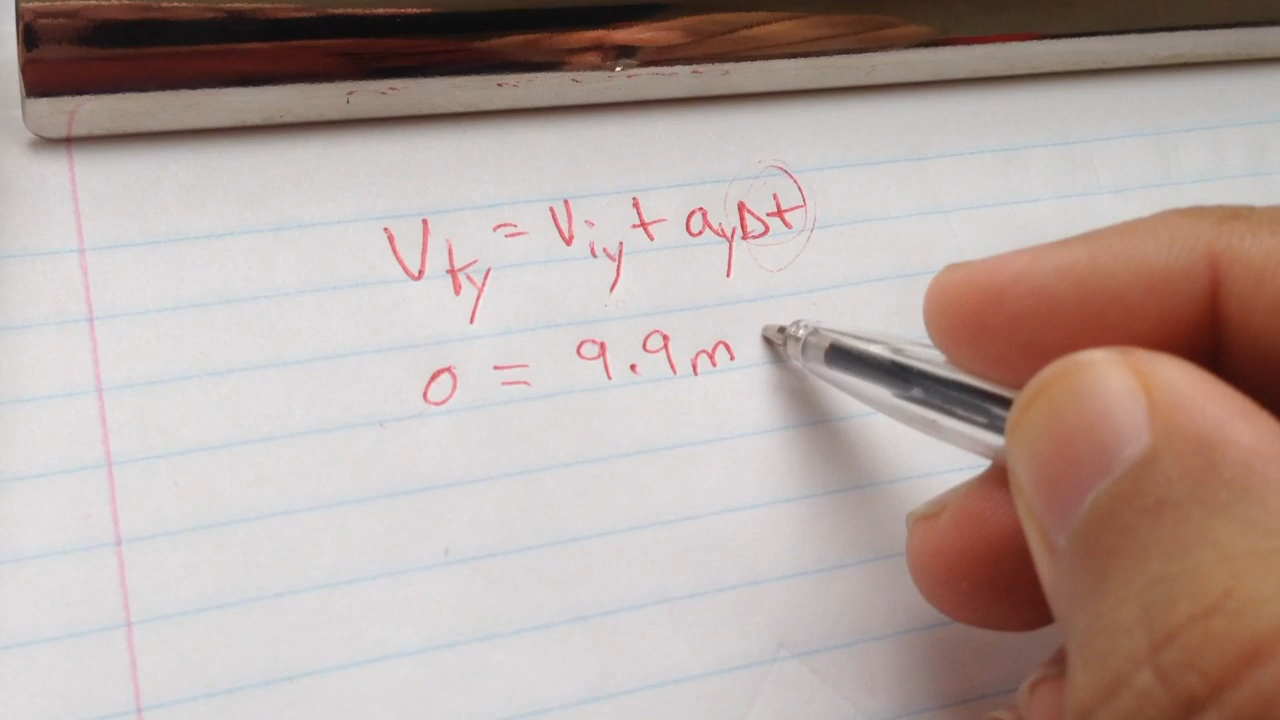 Vfy = Viy + ayΔt
0 = 9.9m